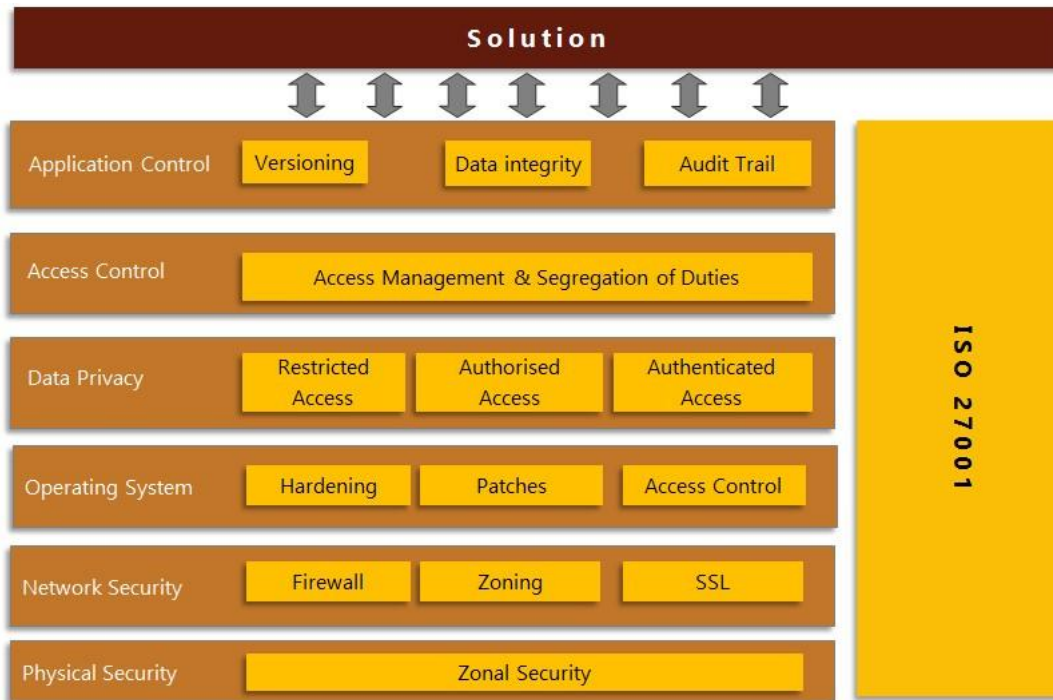 Solution
Application Control
Versioning
Data integrity
Audit Trail
Access Control
Access Management & Segregation of Duties
Data Privacy
Restricted
Access
Authorised
Access
Authenticated
Access
Operating System
Hardening
Patches
Access Control
Network Security
Firewall
Zoning
SSL
Physical Security
Zonal Security
ISO 27001